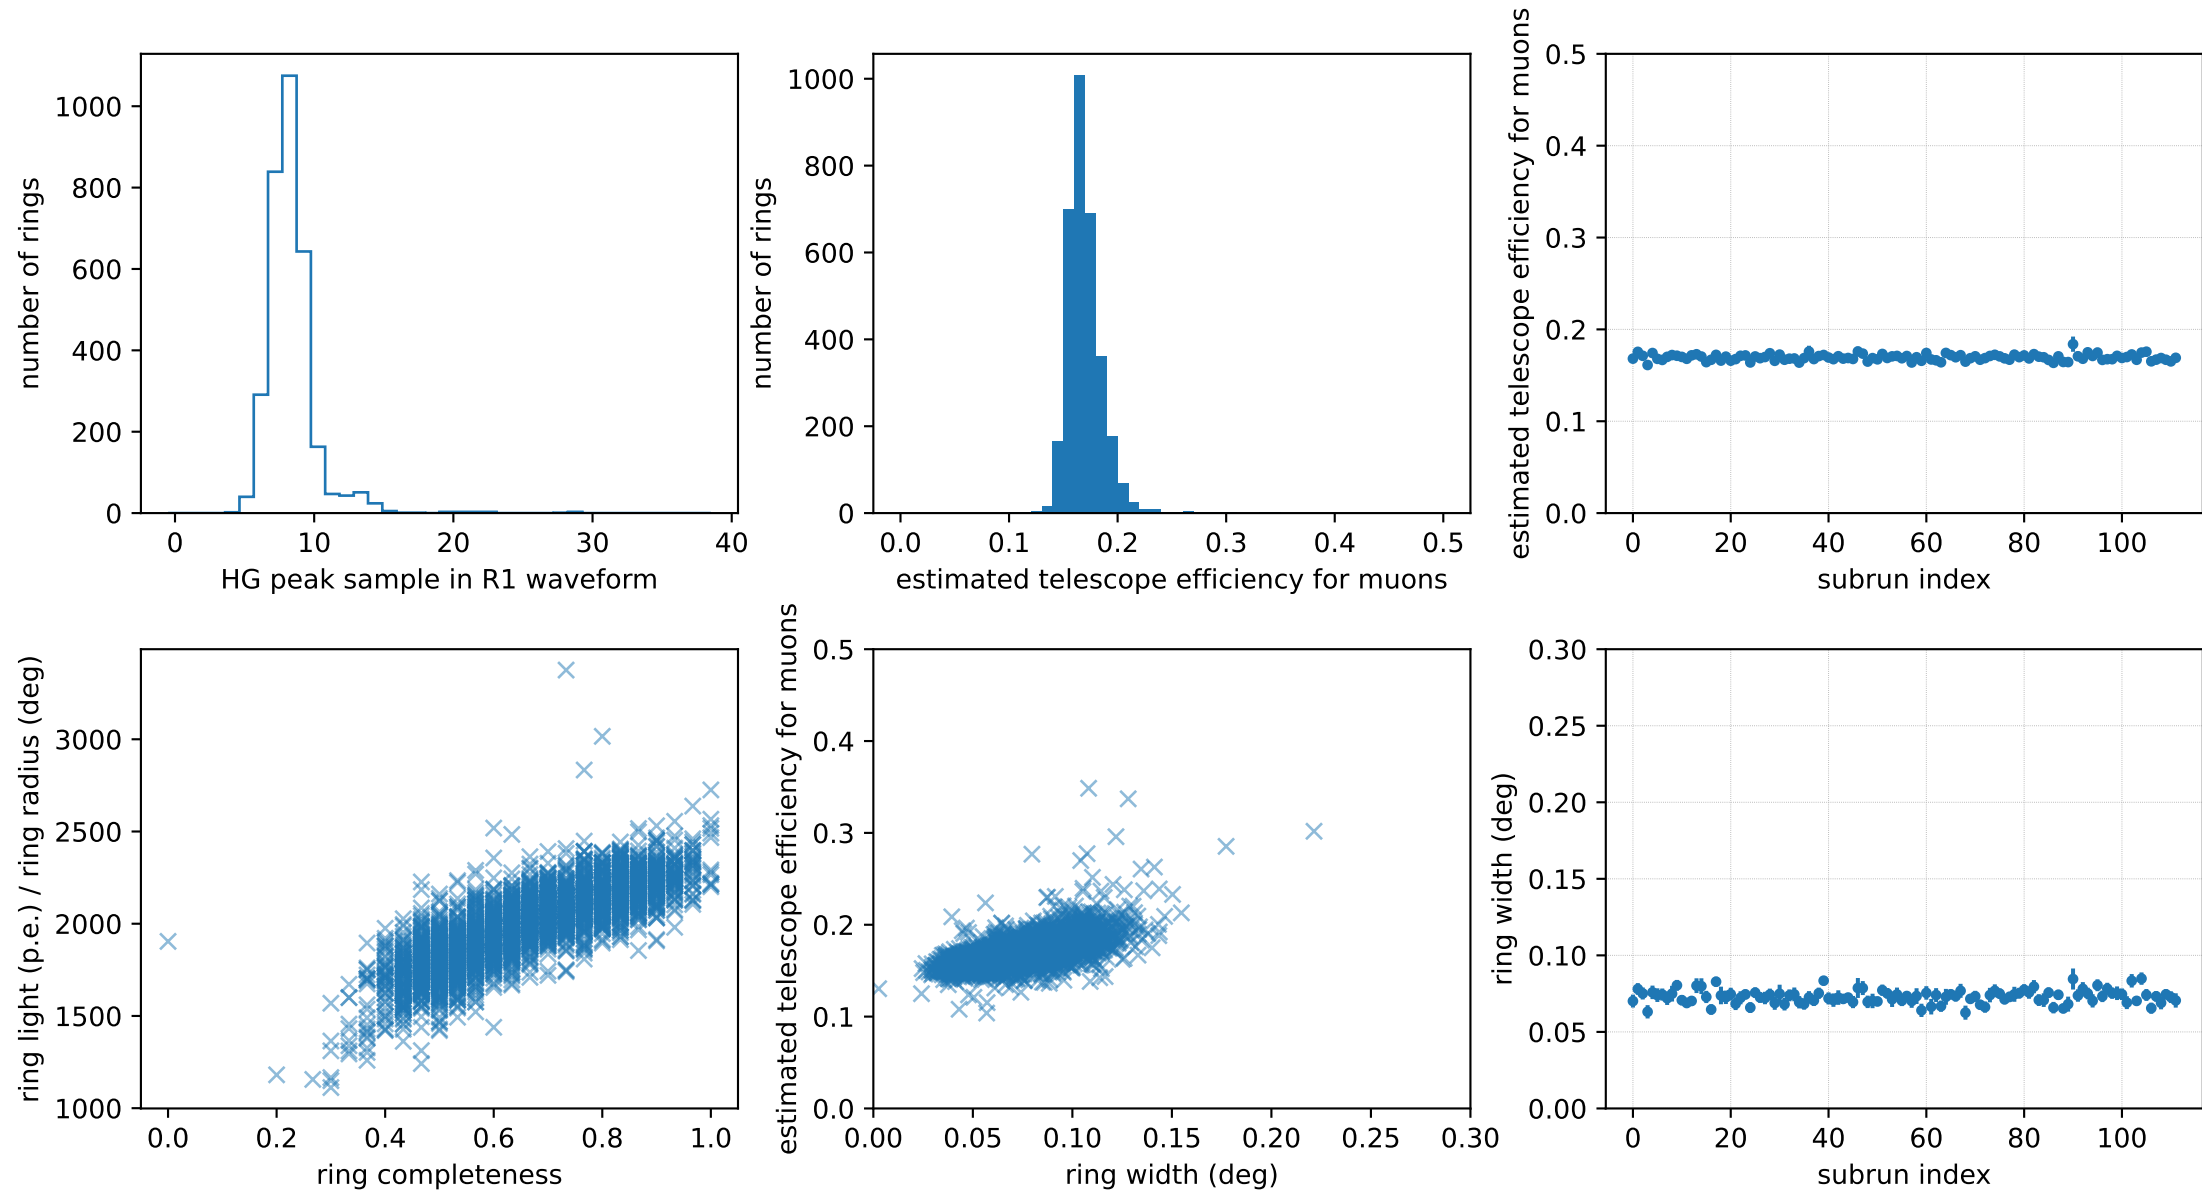 number of rings
1000
800
600
400
200
0
0 10 20 30 40
HG peak sample in R1 waveform
number of rings
1000
800
600
400
200
0
0.0 0.1 0.2 0.3 0.4 0.5
estimated telescope efficiency for muons
estimated telescope efficiency for muons
0.5
0.4
0.3
0.2
0.1
0.0
0 20 40 60 80 100
subrun index
ring light (p.e.) / ring radius (deg)
3000
2500
2000
1500
1000
0.0 0.2 0.4 0.6 0.8 1.0
ring completeness
estimated telescope efficiency for muons
0.5
0.4
0.3
0.2
0.1
0.0
0.00 0.05 0.10 0.15 0.20 0.25 0.30
ring width (deg)
ring width (deg)
0.30
0.25
0.20
0.15
0.10
0.05
0.00
0 20 40 60 80 100
subrun index